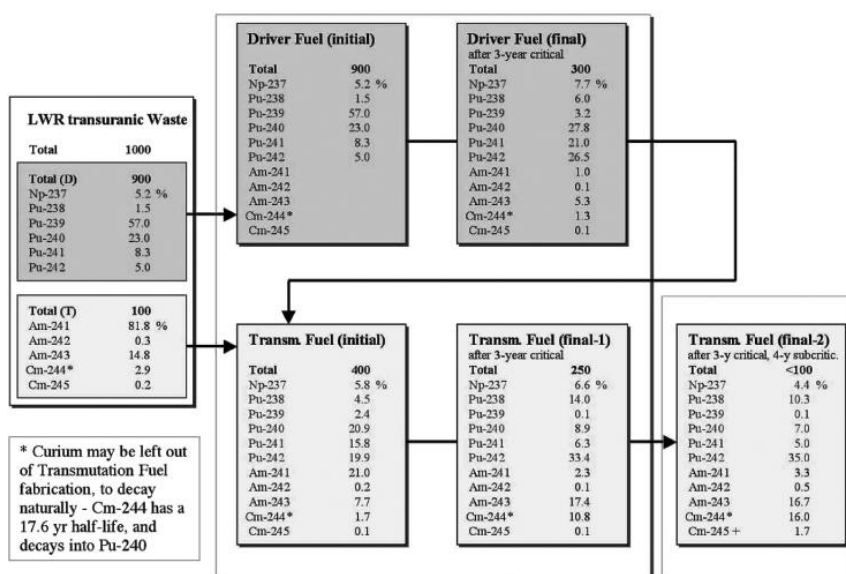 LWR transuranic Waste
Total 1000
Total (D) 900
Np-237 5.2 %
Pu-238 1.5
Pu-239 57.0
Pu-240 23.0
Pu-241 8.3
Pu-242 5.0
Total (T) 100
Am-241 81.8 %
Am-242 0.3
Am-243 14.8
Cm-244* 2.9
Cm-245 0.2
* Curium may be left out
of Transmutation Fuel
fabrication, to decay
naturally - Cm-244 has a
17.6 yr half-life, and
decays into Pu-240
Driver Fuel (initial)
Total 900
Np-237 5.2 %
Pu-238 1.5
Pu-239 57.0
Pu-240 23.0
Pu-241 8.3
Pu-242 5.0
Am-241
Am-242
Am-243
Cm-244*
Cm-245
Driver Fuel (final)
after 3-year critical
Total 300
Np-237 7.7 %
Pu-238 6.0
Pu-239 3.2
Pu-240 27.8
Pu-241 21.0
Pu-242 26.5
Am-241 1.0
Am-242 0.1
Am-243 5.3
Cm-244* 1.3
Cm-245 0.1
Transm. Fuel (initial)
Total 400
Np-237 5.8 %
Pu-238 4.5
Pu-239 2.4
Pu-240 20.9
Pu-241 15.8
Pu-242 19.9
Am-241 21.0
Am-242 0.2
Am-243 7.7
Cm-244* 1.7
Cm-245 0.1
Transm. Fuel (final-1)
after 3-year critical
Total 250
Np-237 6.6 %
Pu-238 14.0
Pu-239 0.1
Pu-240 8.9
Pu-241 6.3
Pu-242 33.4
Am-241 2.3
Am-242 0.1
Am-243 17.4
Cm-244* 10.8
Cm-245 0.1
Transm. Fuel (final-2)
after 3-y critical, 4-y subcritic.
Total <100
Np-237 4.4 %
Pu-238 10.3
Pu-239 0.1
Pu-240 7.0
Pu-241 5.0
Pu-242 35.0
Am-241 3.3
Am-242 0.5
Am-243 16.7
Cm-244* 16.0
Cm-245 + 1.7